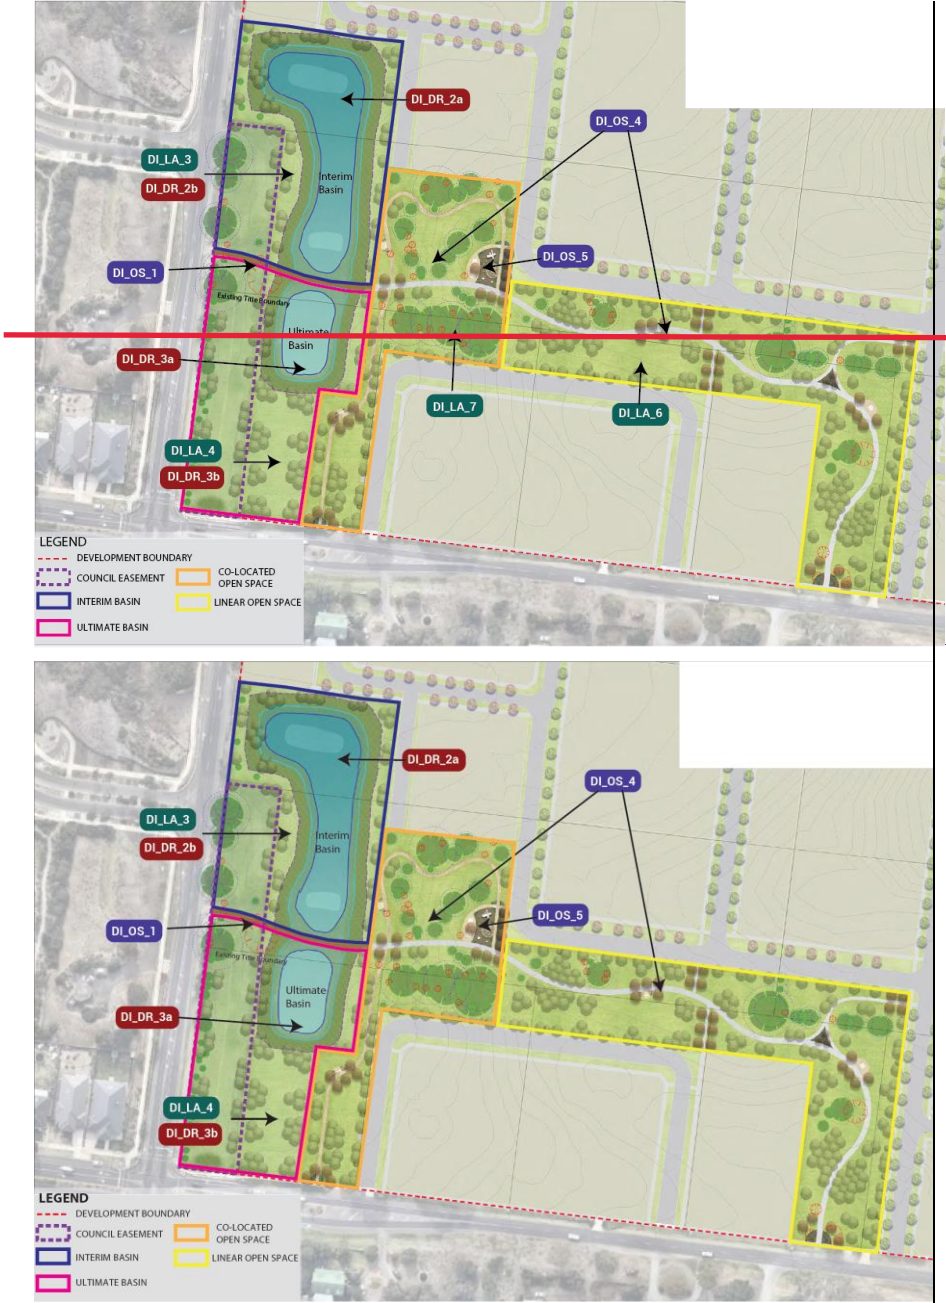 DI_DR_2a
DI_OS_4
DI_LA_3
DI_DR_2b
Interim
Basin
DI_OS_5
DI_OS_1
Existing Title Boundary
Ultimate
Basin
DI_DR_3a
DI_LA_7
DI_LA_6
DI_LA_4
DI_DR_3b
LEGEND
DEVELOPMENT BOUNDARY
COUNCIL EASEMENT
CO-LOCATED
OPEN SPACE
INTERIM BASIN
LINEAR OPEN SPACE
ULTIMATE BASIN
DI_DR_2a
DI_OS_4
DI_LA_3
DI_DR_2b
Interim
Basin
DI_OS_5
DI_OS_1
Existing Title Boundary
Ultimate
Basin
DI_DR_3a
DI_LA_4
DI_DR_3b
LEGEND
DEVELOPMENT BOUNDARY
COUNCIL EASEMENT
CO-LOCATED
OPEN SPACE
INTERIM BASIN
LINEAR OPEN SPACE
ULTIMATE BASIN